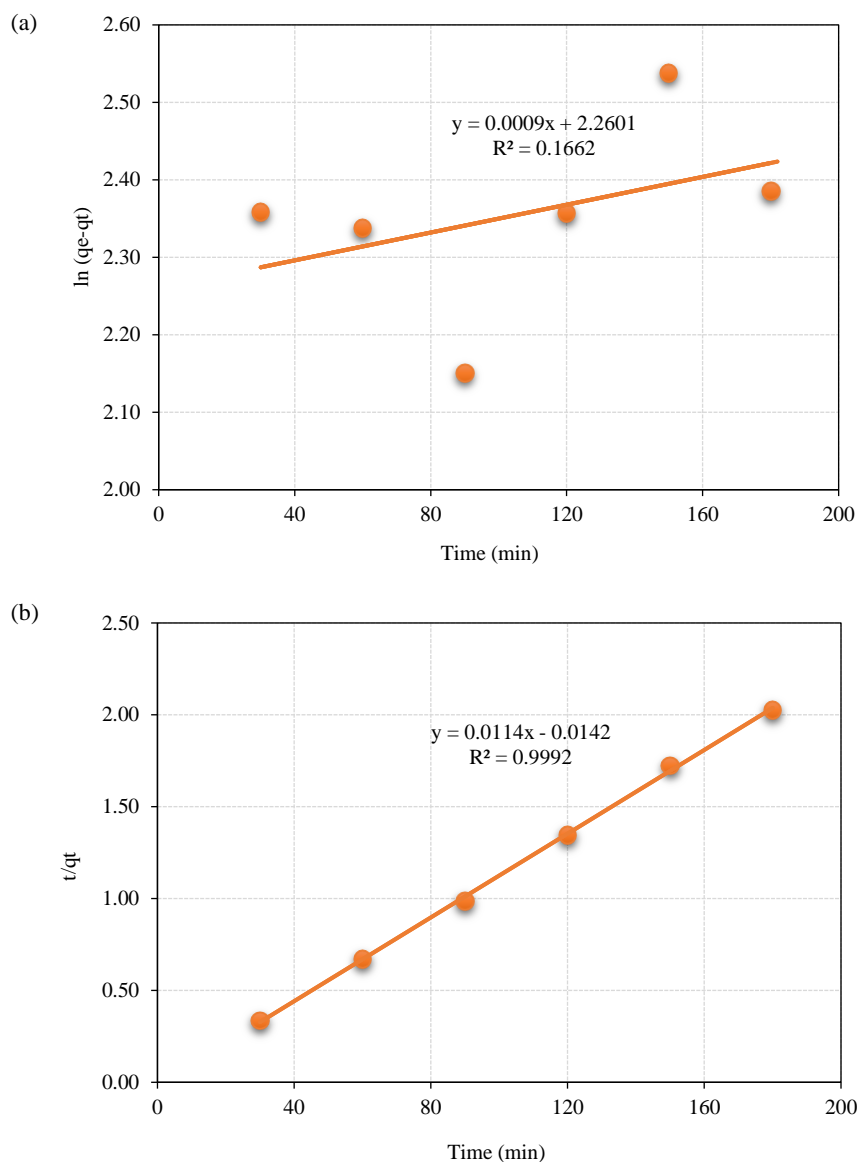 (a)
2.60
2.50
2.40
2.30
2.20
2.10
2.00
ln (qe-qt)
y = 0.0009x + 2.2601
R² = 0.1662
0 40 80 120 160 200
Time (min)
(b)
2.50
2.00
1.50
1.00
0.50
0.00
t/qt
y = 0.0114x - 0.0142
R² = 0.9992
0 40 80 120 160 200
Time (min)